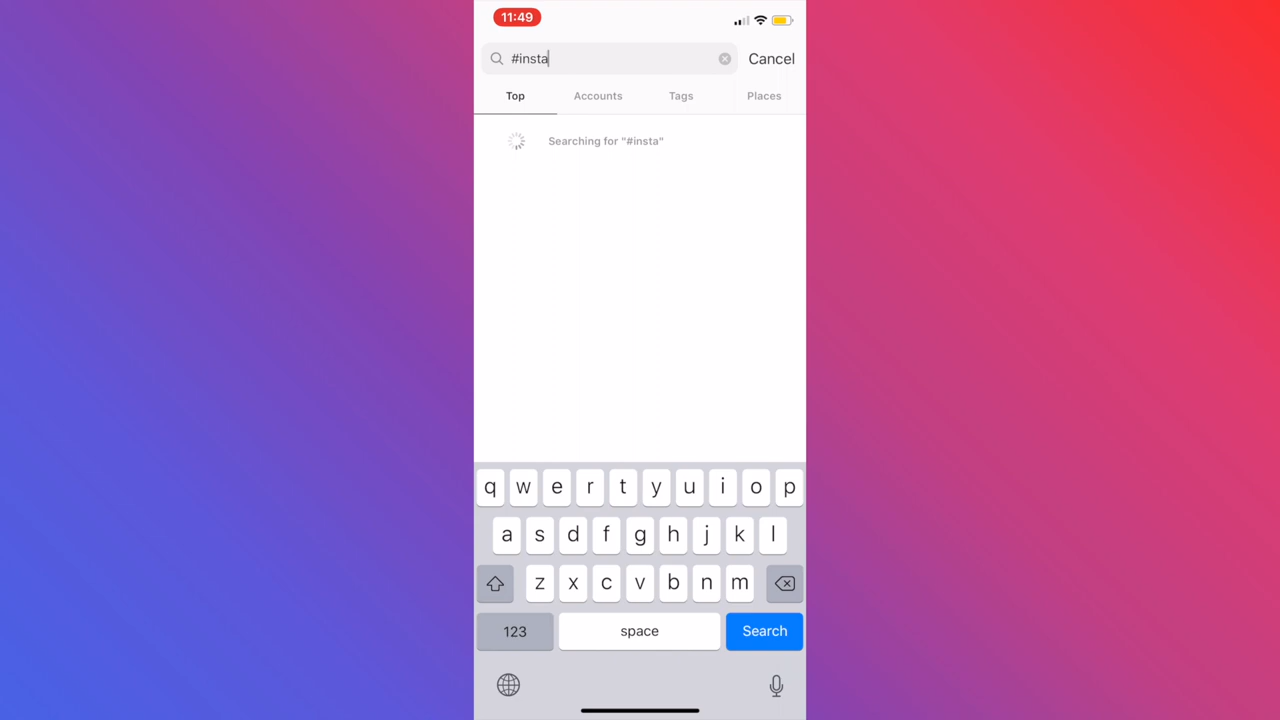 11:49
#insta
Cancel
Top Accounts Tags Places
Searching for "#insta"
q w e r t y u i o p
a s d f g h j k l
z x c v b n m
123 space Search